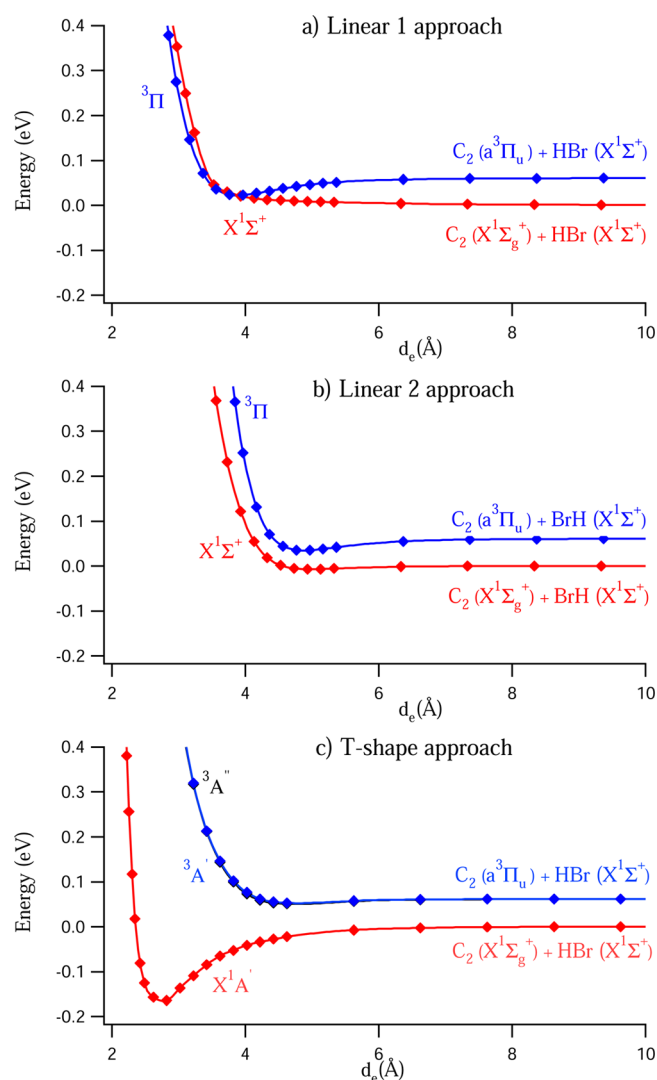 a) Linear 1 approach
0.4
0.3
0.2
0.1
0.0
-0.1
-0.2
Energy (eV)
³Π
C₂ (a³Πᵤ) + HBr (X¹Σ⁺)
X¹Σ⁺
C₂ (X¹Σg⁺) + HBr (X¹Σ⁺)
2 4 6 8 10
dₑ(Å)
b) Linear 2 approach
0.4
0.3
0.2
0.1
0.0
-0.1
-0.2
Energy (eV)
³Π
C₂ (a³Πᵤ) + BrH (X¹Σ⁺)
X¹Σ⁺
C₂ (X¹Σg⁺) + BrH (X¹Σ⁺)
2 4 6 8 10
dₑ(Å)
c) T-shape approach
0.4
0.3
0.2
0.1
0.0
-0.1
-0.2
Energy (eV)
³A"
³A'
C₂ (a³Πᵤ) + HBr (X¹Σ⁺)
C₂ (X¹Σg⁺) + HBr (X¹Σ⁺)
X¹A'
2 4 6 8 10
dₑ(Å)